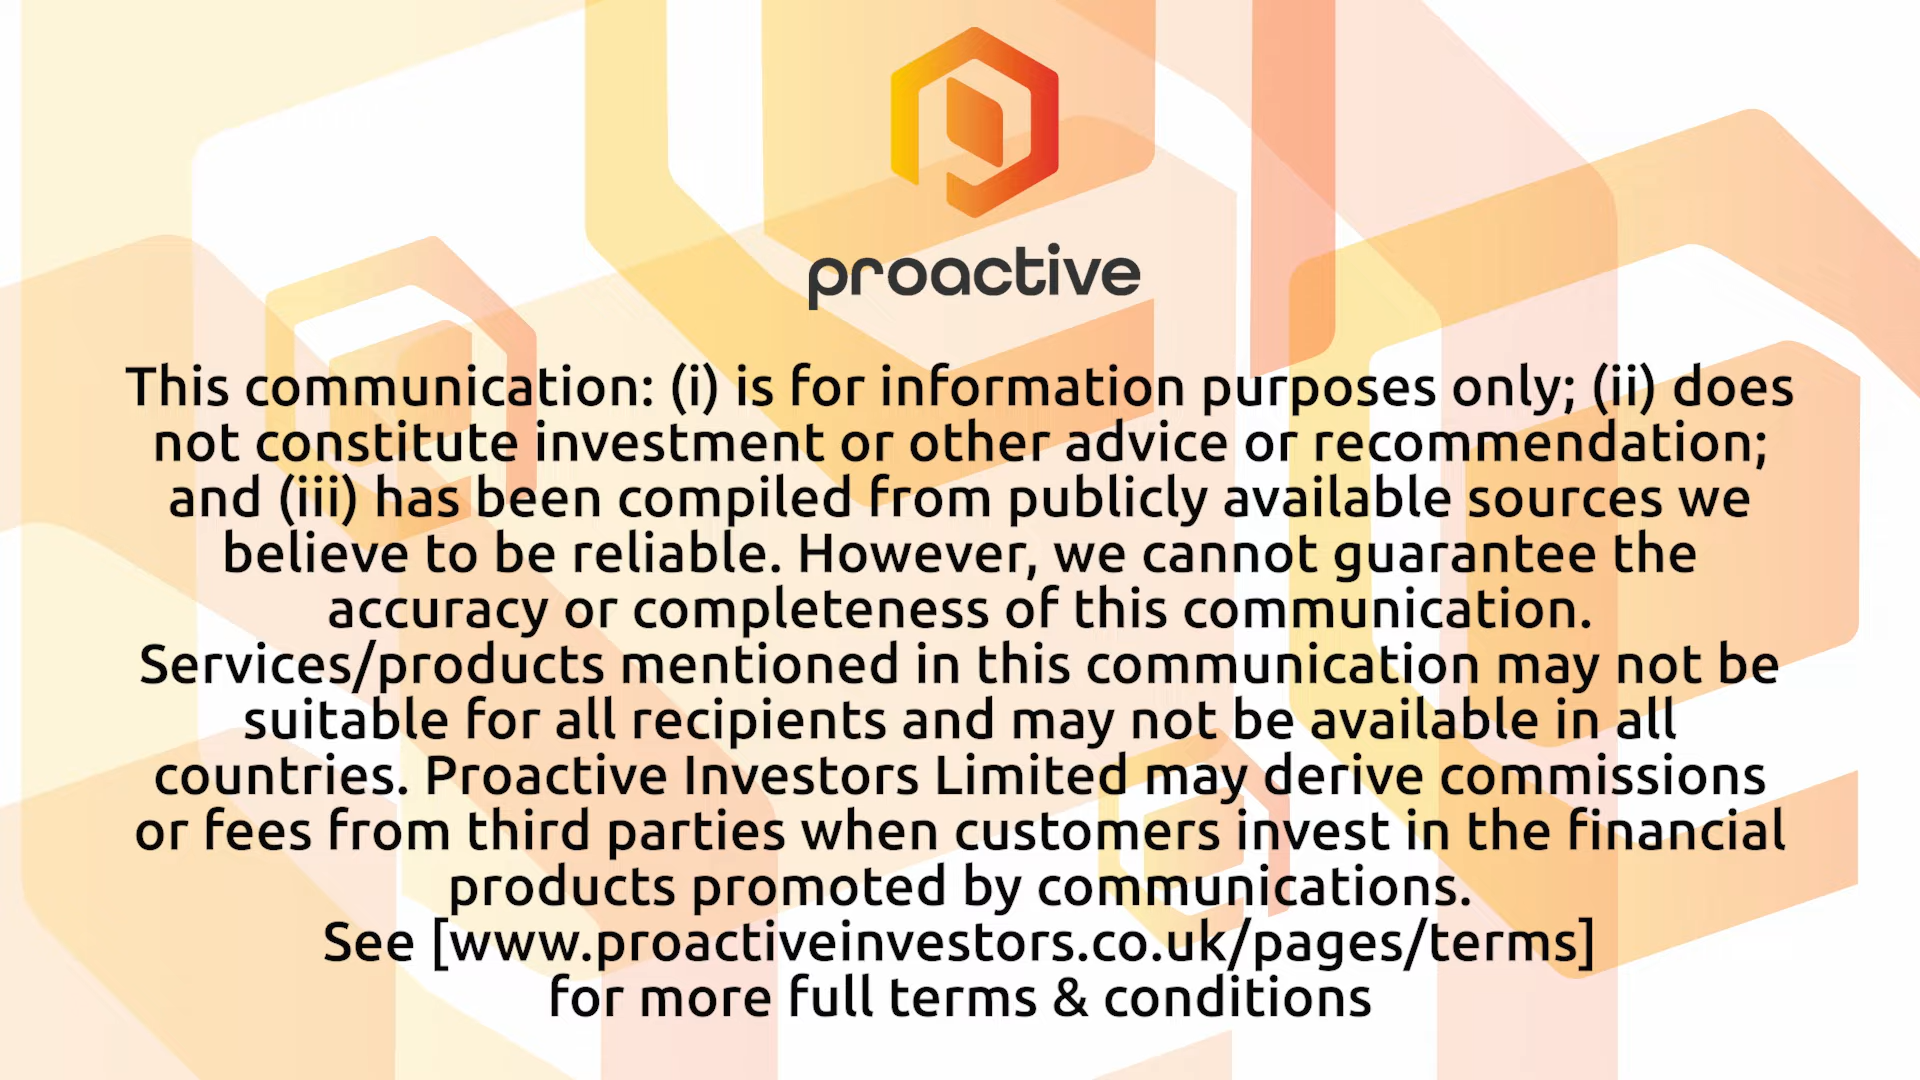 proactive
This communication: (i) is for information purposes only; (ii) does
not constitute investment or other advice or recommendation;
and (iii) has been compiled from publicly available sources we
believe to be reliable. However, we cannot guarantee the
accuracy or completeness of this communication.
Services/products mentioned in this communication may not be
suitable for all recipients and may not be available in all
countries. Proactive Investors Limited may derive commissions
or fees from third parties when customers invest in the financial
products promoted by communications.
See [www.proactiveinvestors.co.uk/pages/terms]
for more full terms & conditions